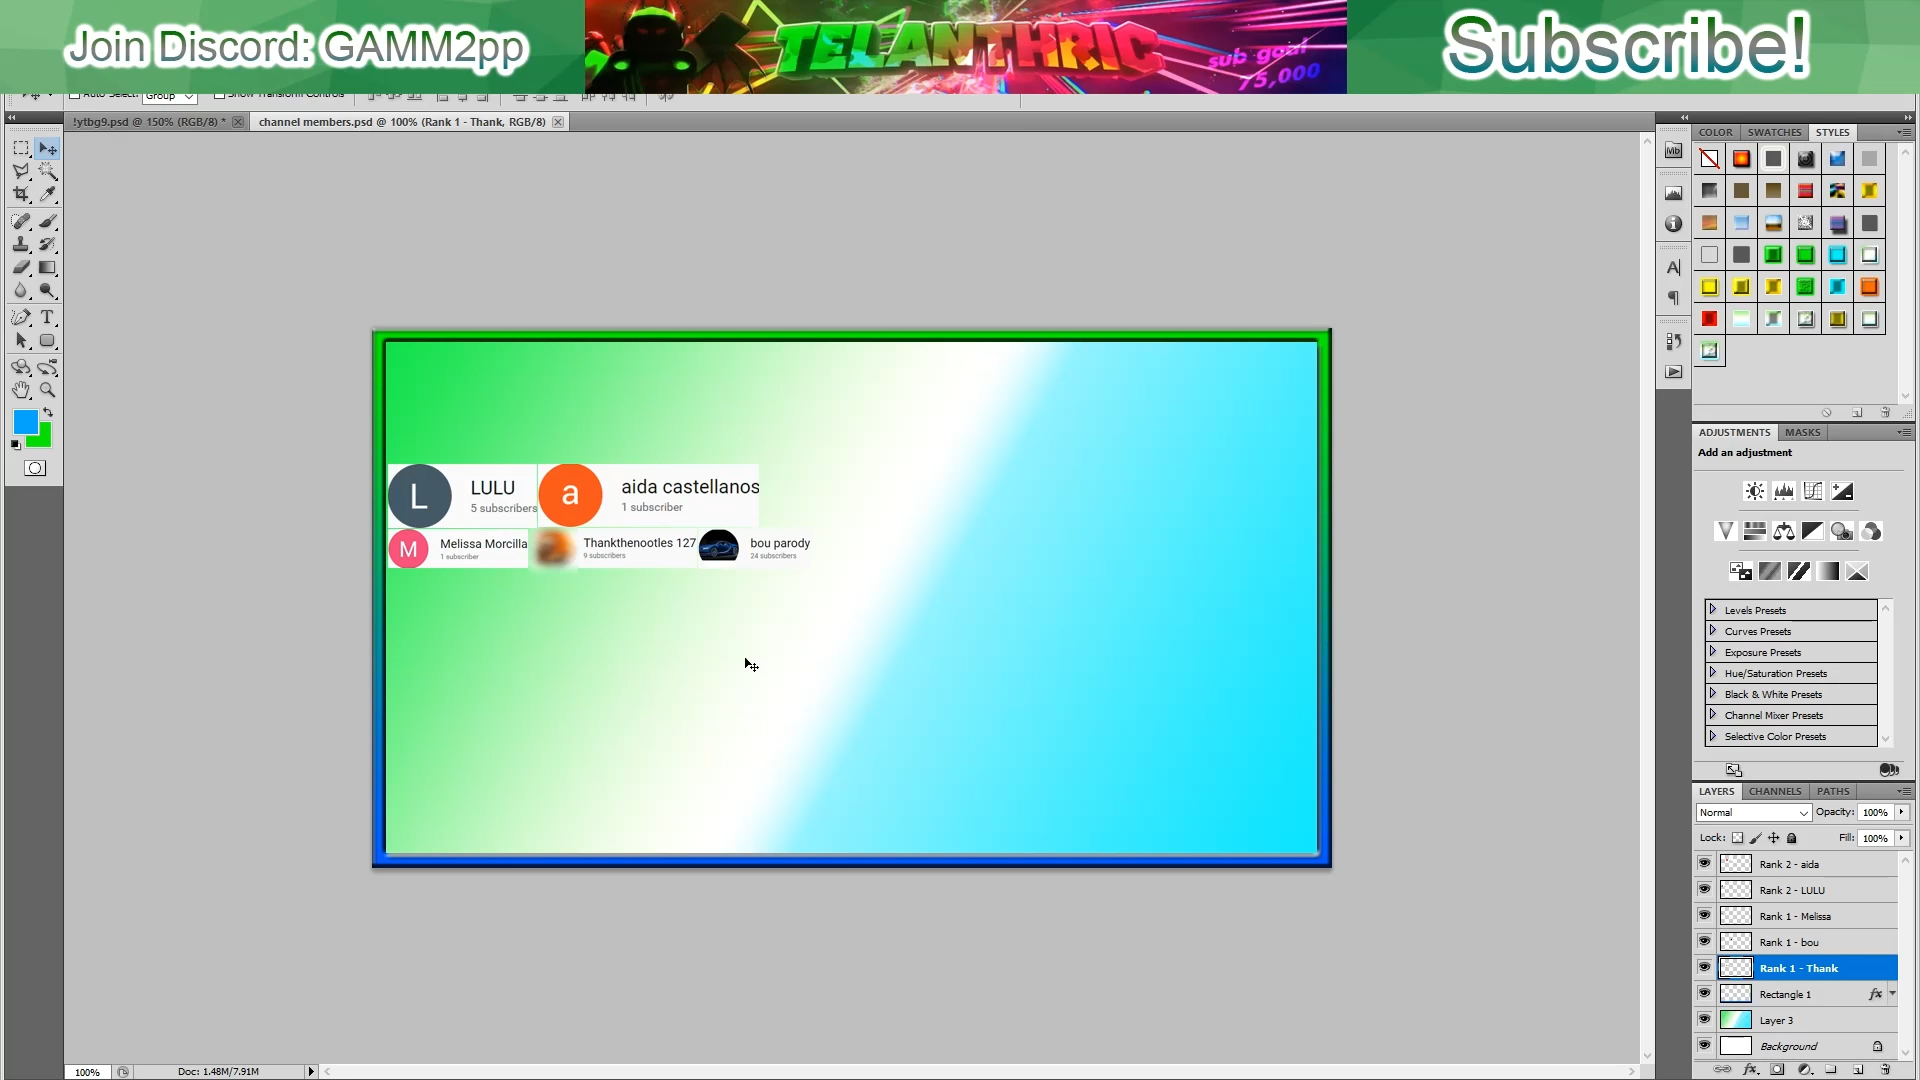 Join Discord: GAMM2pp
TELANTHRIC
sub goal
75,000
Subscribe!
Auto-Select: Group Show Transform Controls
!ytbg9.psd @ 150% (RGB/8) *
channel members.psd @ 100% (Rank 1 - Thank, RGB/8)
COLOR SWATCHES STYLES
Mb
L
LULU
5 subscribers
a
aida castellanos
1 subscriber
M
Melissa Morcilla
1 subscriber
Thankthenootles 127
9 subscribers
bou parody
24 subscribers
ADJUSTMENTS MASKS
Add an adjustment
Levels Presets
Curves Presets
Exposure Presets
Hue/Saturation Presets
Black & White Presets
Channel Mixer Presets
Selective Color Presets
LAYERS CHANNELS PATHS
Normal Opacity: 100%
Lock: Fill: 100%
Rank 2 - aida
Rank 2 - LULU
Rank 1 - Melissa
Rank 1 - bou
Rank 1 - Thank
Rectangle 1 fx
Layer 3
Background
100% Doc: 1.48M/7.91M